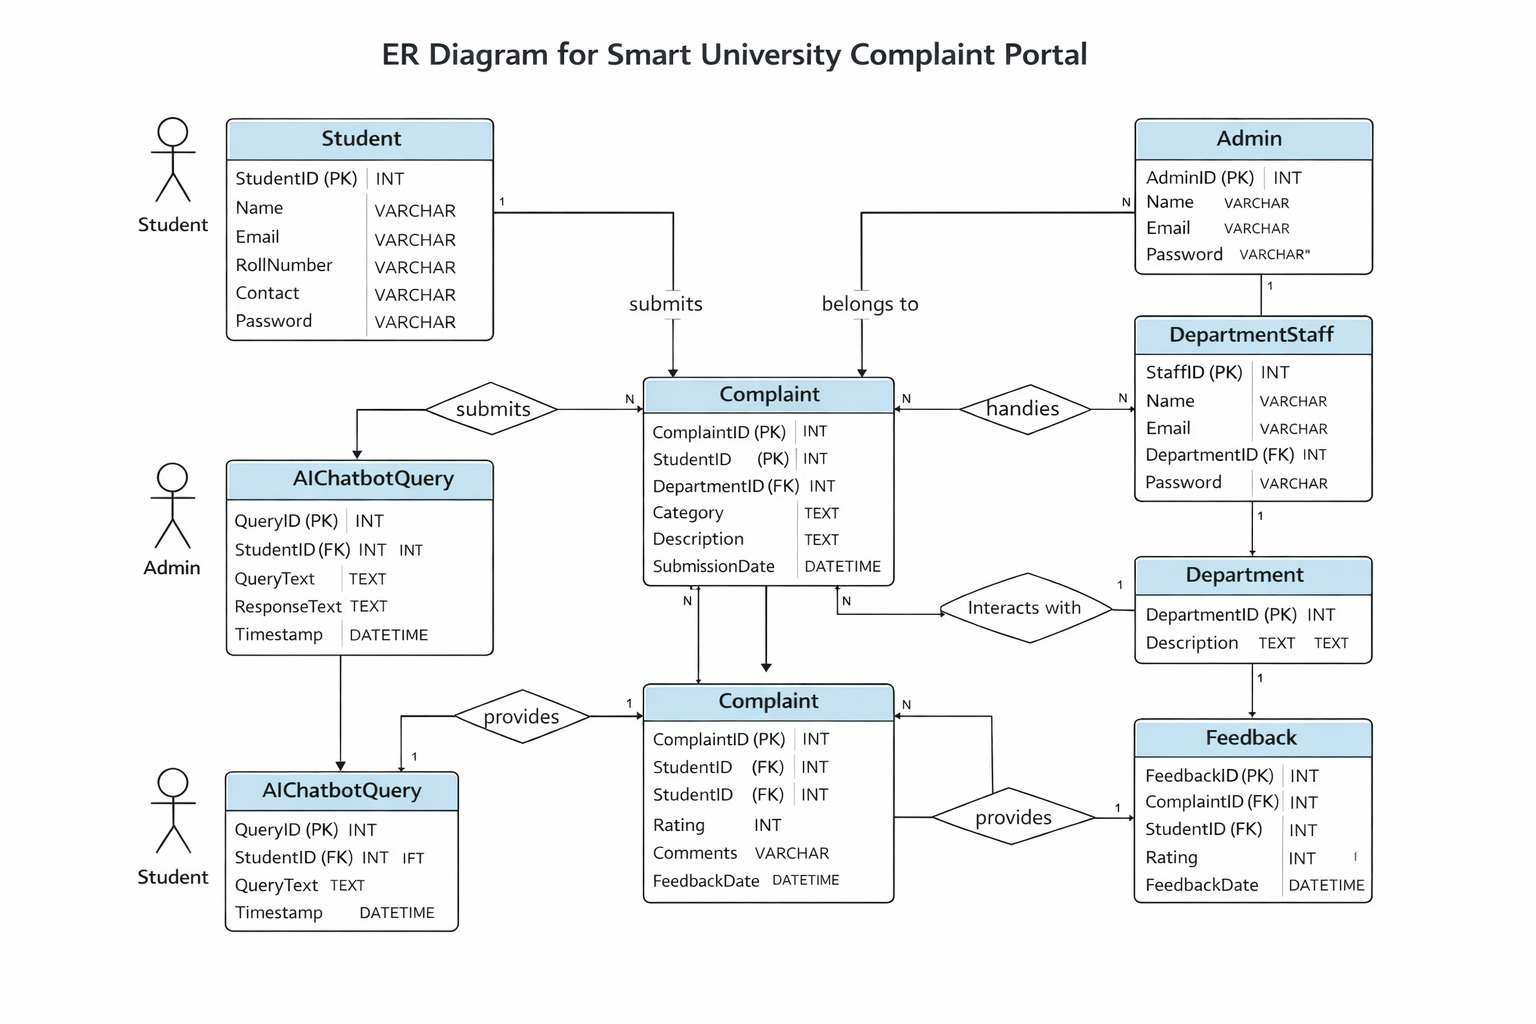 ER Diagram for Smart University Complaint Portal
Student
Student
StudentID (PK) INT
Name VARCHAR
Email VARCHAR
RollNumber VARCHAR
Contact VARCHAR
Password VARCHAR
1
submits
N
belongs to
Admin
AdminID (PK) INT
Name VARCHAR
Email VARCHAR
Password VARCHAR"
1
submits
N
Complaint
ComplaintID (PK) INT
StudentID (PK) INT
DepartmentID (FK) INT
Category TEXT
Description TEXT
SubmissionDate DATETIME
N
handies
N
DepartmentStaff
StaffID (PK) INT
Name VARCHAR
Email VARCHAR
DepartmentID (FK) INT
Password VARCHAR
1
Admin
AIChatbotQuery
QueryID (PK) INT
StudentID (FK) INT INT
QueryText TEXT
ResponseText TEXT
Timestamp DATETIME
N
N
Interacts with
1
Department
DepartmentID (PK) INT
Description TEXT TEXT
1
provides
1
1
Student
AIChatbotQuery
QueryID (PK) INT
StudentID (FK) INT IFT
QueryText TEXT
Timestamp DATETIME
Complaint
ComplaintID (PK) INT
StudentID (FK) INT
StudentID (FK) INT
Rating INT
Comments VARCHAR
FeedbackDate DATETIME
N
provides
1
Feedback
FeedbackID (PK) INT
ComplaintID (FK) INT
StudentID (FK) INT
Rating INT
FeedbackDate DATETIME